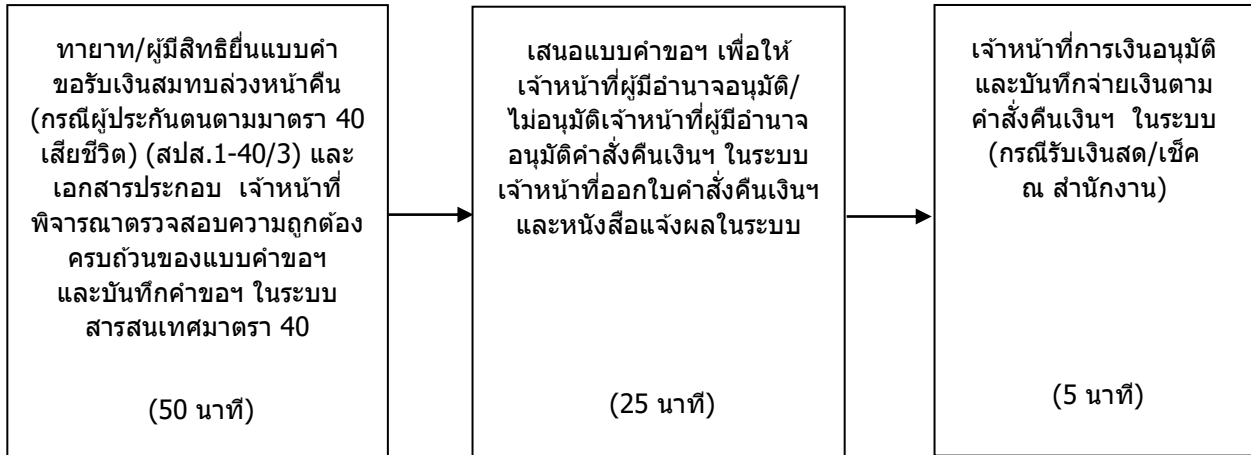 ทายาท/ผู้มีสิทธิยื่นแบบคำ
ขอรับเงินสมทบล่วงหน้าคืน
(กรณีผู้ประกันตนตามมาตรา 40
เสียชีวิต) (สปส.1-40/3) และ
เอกสารประกอบ เจ้าหน้าที่
พิจารณาตรวจสอบความถูกต้อง
ครบถ้วนของแบบคำขอฯ
และบันทึกคำขอฯ ในระบบ
สารสนเทศมาตรา 40
(50 นาที)
เสนอแบบคำขอฯ เพื่อให้
เจ้าหน้าที่ผู้มีอำนาจอนุมัติ/
ไม่อนุมัติเจ้าหน้าที่ผู้มีอำนาจ
อนุมัติคำสั่งคืนเงินฯ ในระบบ
เจ้าหน้าที่ออกใบคำสั่งคืนเงินฯ
และหนังสือแจ้งผลในระบบ
(25 นาที)
เจ้าหน้าที่การเงินอนุมัติ
และบันทึกจ่ายเงินตาม
คำสั่งคืนเงินฯ ในระบบ
(กรณีรับเงินสด/เช็ค
ณ สำนักงาน)
(5 นาที)